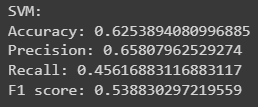 SVM:
Accuracy: 0.6253894080996885
Precision: 0.65807962529274
Recall: 0.45616883116883117
F1 score: 0.538830297219559